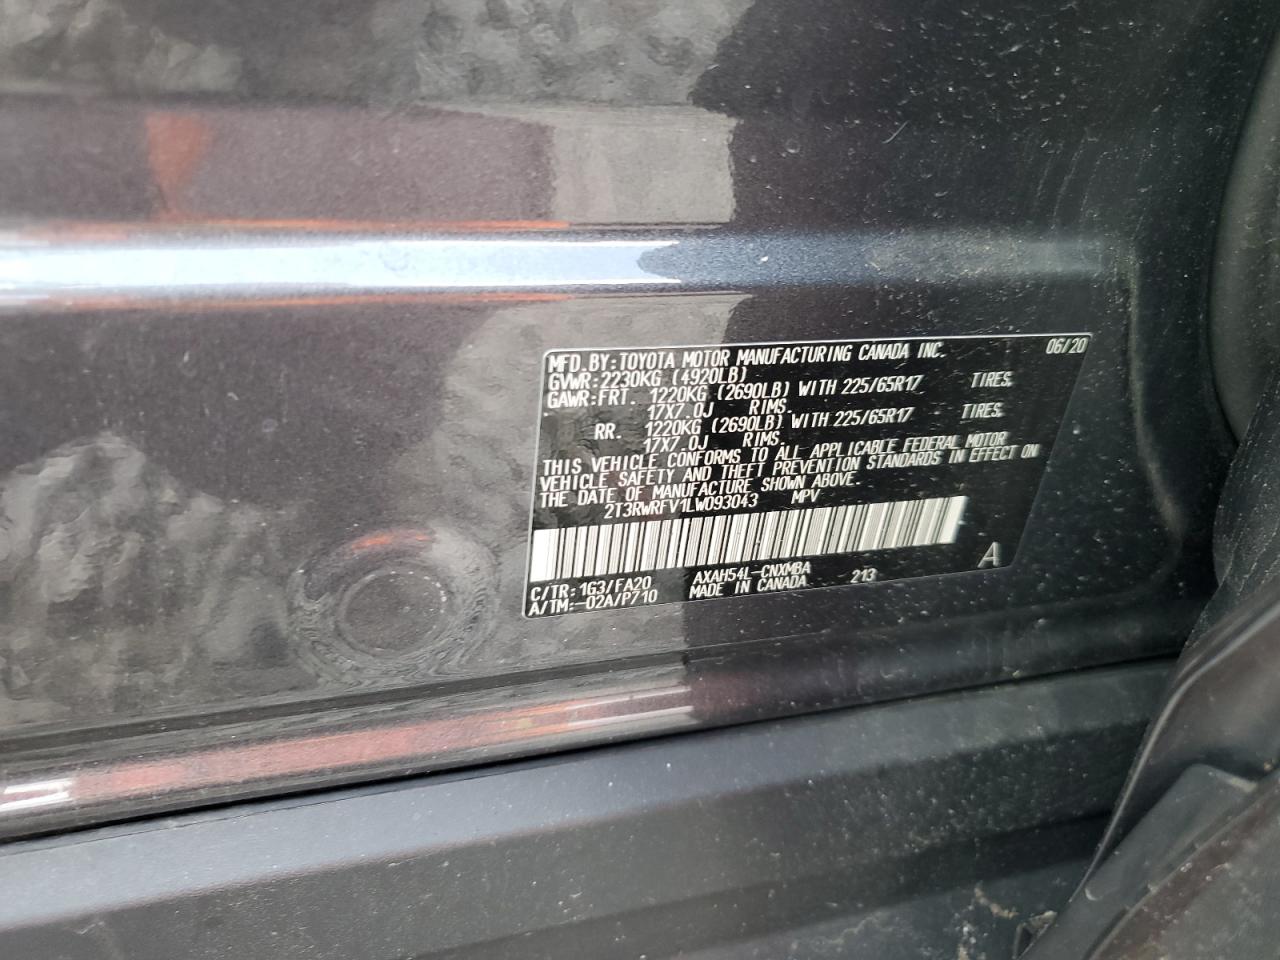 MFD.BY:TOYOTA MOTOR MANUFACTURING CANADA INC. 06/20
GVWR:2230KG (4920LB)
GAWR:FRT. 1220KG (2690LB) WITH 225/65R17 TIRES,
17X7.0J RIMS.
RR. 1220KG (2690LB) WITH 225/65R17 TIRES,
17X7.0J RIMS.
THIS VEHICLE CONFORMS TO ALL APPLICABLE FEDERAL MOTOR
VEHICLE SAFETY AND THEFT PREVENTION STANDARDS IN EFFECT ON
THE DATE OF MANUFACTURE SHOWN ABOVE.
2T3RWRFV1LW093043 MPV
C/TR:1G3/FA20 AXAH54L-CNXMBA 213 A
A/TM:-02A/P710 MADE IN CANADA